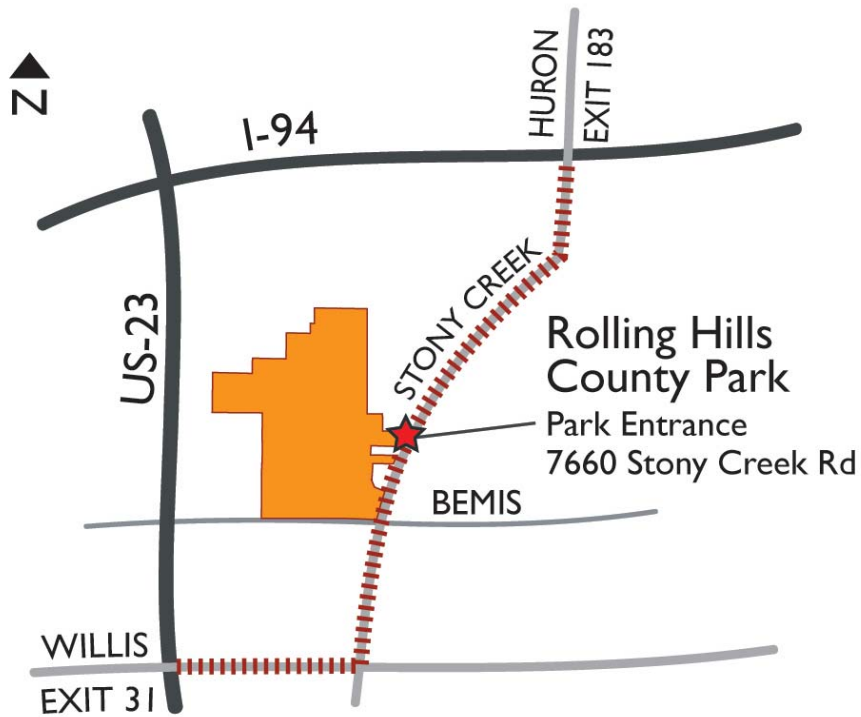 HURON
EXIT 183
N
I-94
US-23
STONY CREEK
Rolling Hills
County Park
Park Entrance
7660 Stony Creek Rd
BEMIS
WILLIS
EXIT 31